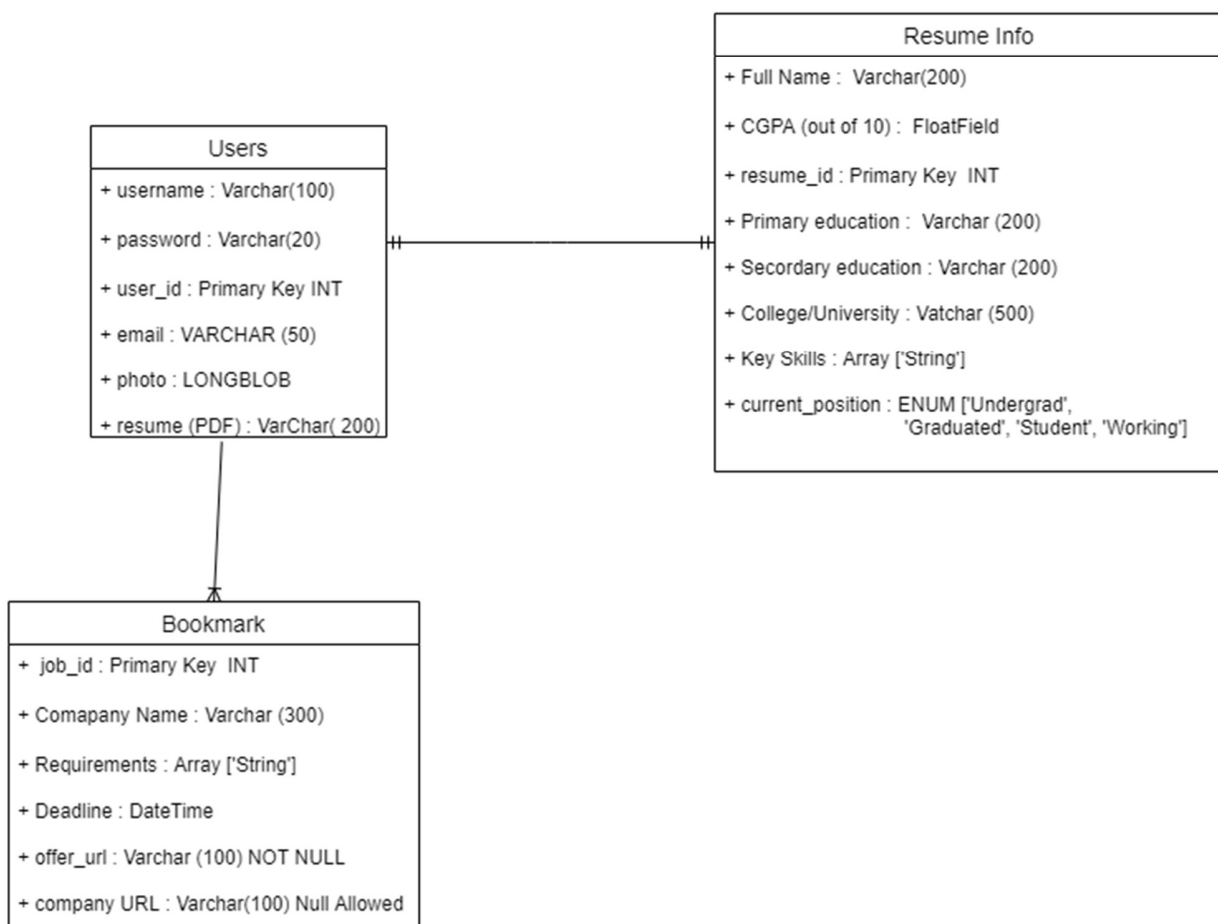 Users
+ username : Varchar(100)
+ password : Varchar(20)
+ user_id : Primary Key INT
+ email : VARCHAR (50)
+ photo : LONGBLOB
+ resume (PDF) : VarChar( 200)
Resume Info
+ Full Name :  Varchar(200)
+ CGPA (out of 10) :  FloatField
+ resume_id : Primary Key  INT
+ Primary education :  Varchar (200)
+ Secordary education : Varchar (200)
+ College/University : Vatchar (500)
+ Key Skills : Array ['String']
+ current_position : ENUM ['Undergrad',
'Graduated', 'Student', 'Working']
Bookmark
+  job_id : Primary Key  INT
+ Comapany Name : Varchar (300)
+ Requirements : Array ['String']
+ Deadline : DateTime
+ offer_url : Varchar (100) NOT NULL
+ company URL : Varchar(100) Null Allowed